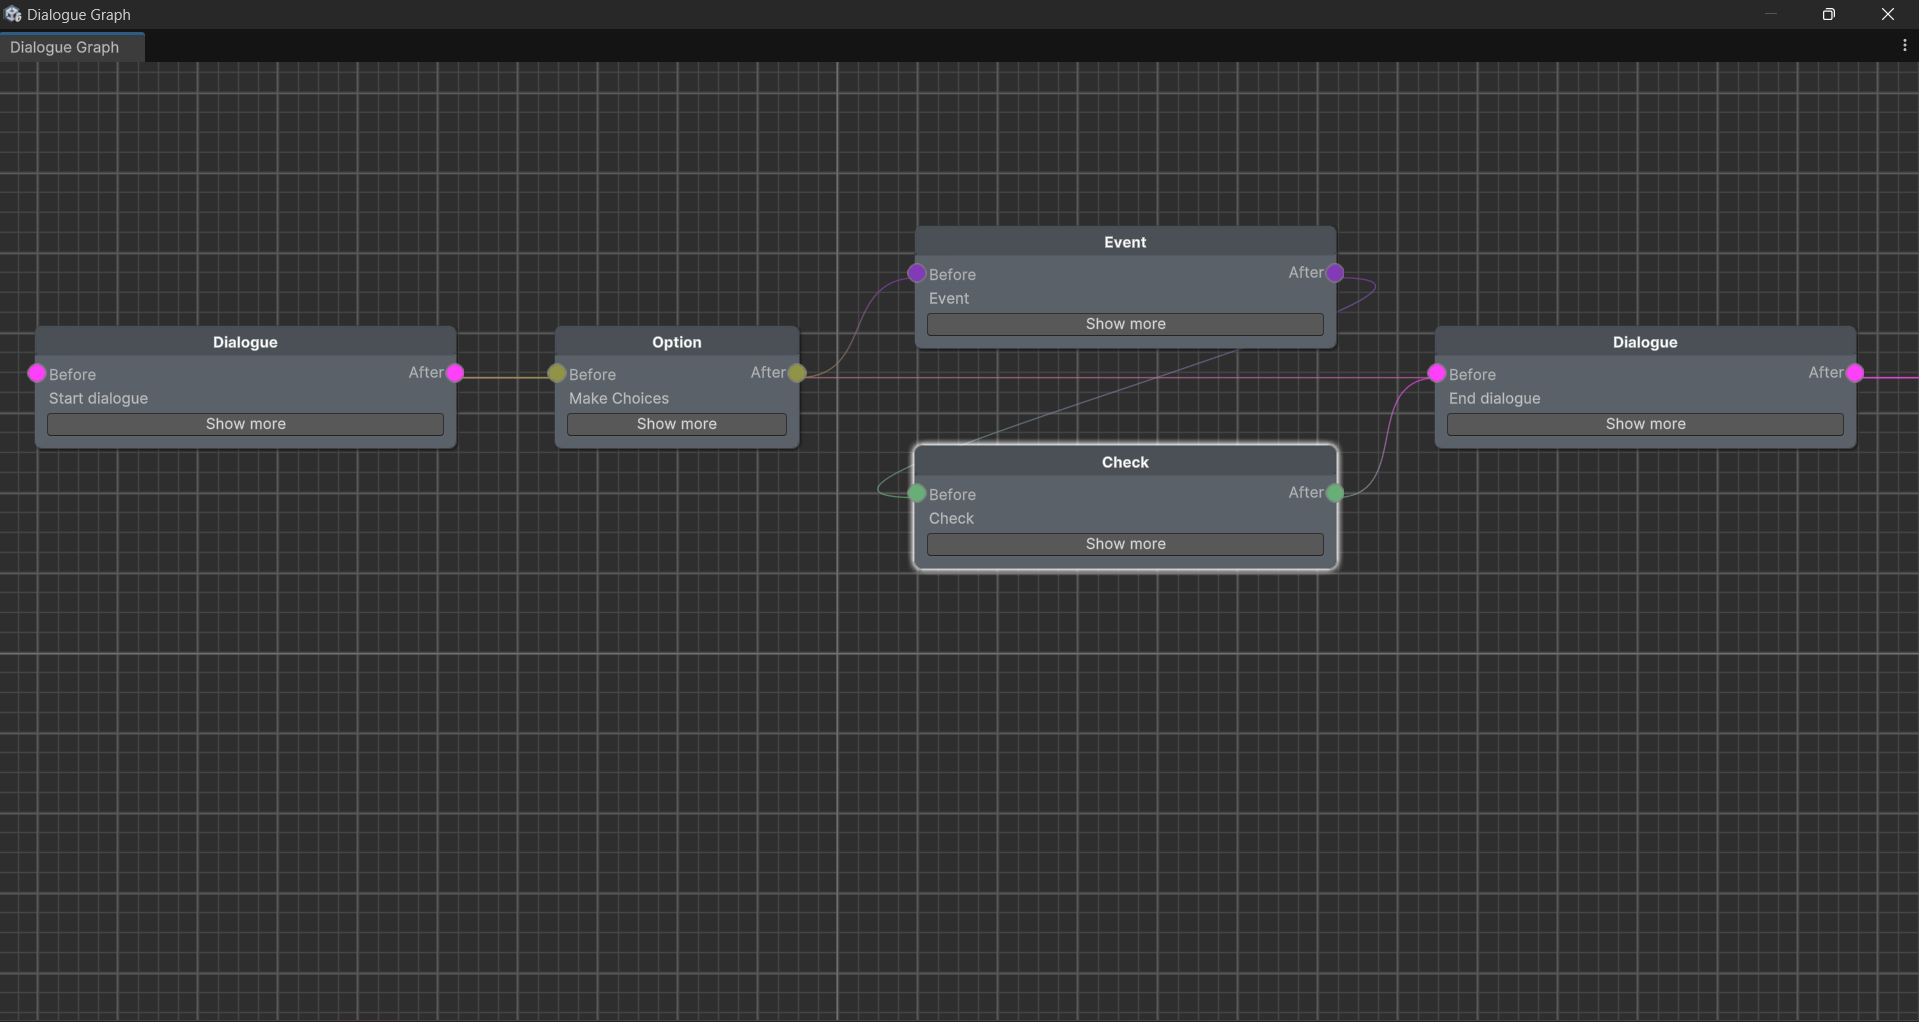 Dialogue Graph
Dialogue Graph
Dialogue
Before
After
Start dialogue
Show more
Option
Before
After
Make Choices
Show more
Event
Before
After
Event
Show more
Check
Before
After
Check
Show more
Dialogue
Before
After
End dialogue
Show more